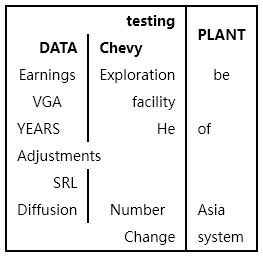 testing PLANT
DATA Chevy
Earnings Exploration be
VGA facility
YEARS He of
Adjustments
SRL
Diffusion Number Asia
Change system